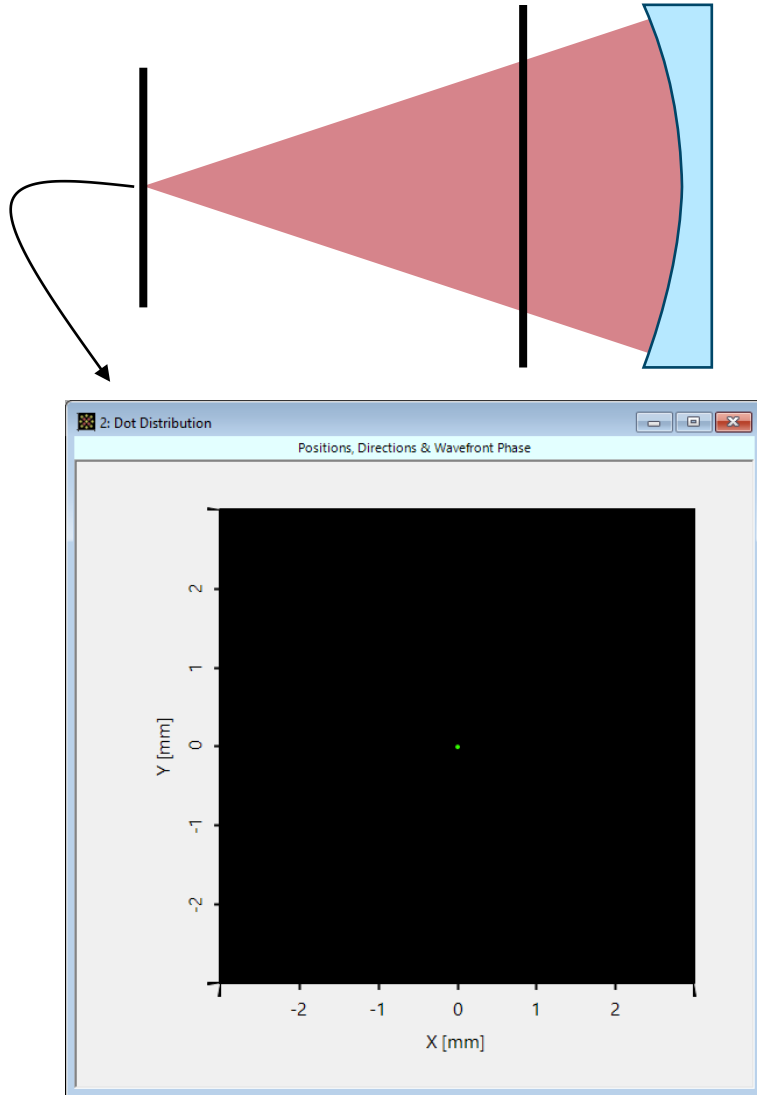 2: Dot Distribution
Positions, Directions & Wavefront Phase
2
1
0
-1
-2
Y [mm]
-2 -1 0 1 2
X [mm]